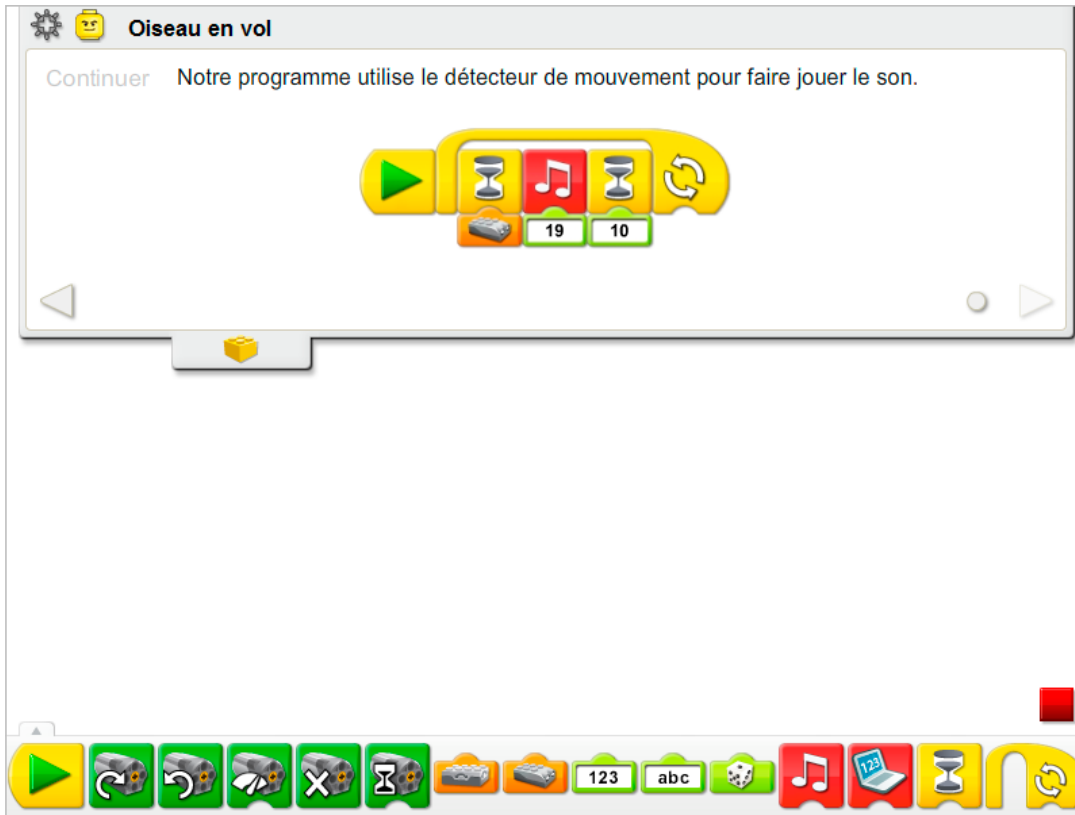 Oiseau en vol
Continuer Notre programme utilise le détecteur de mouvement pour faire jouer le son.
19 10
123 abc 123